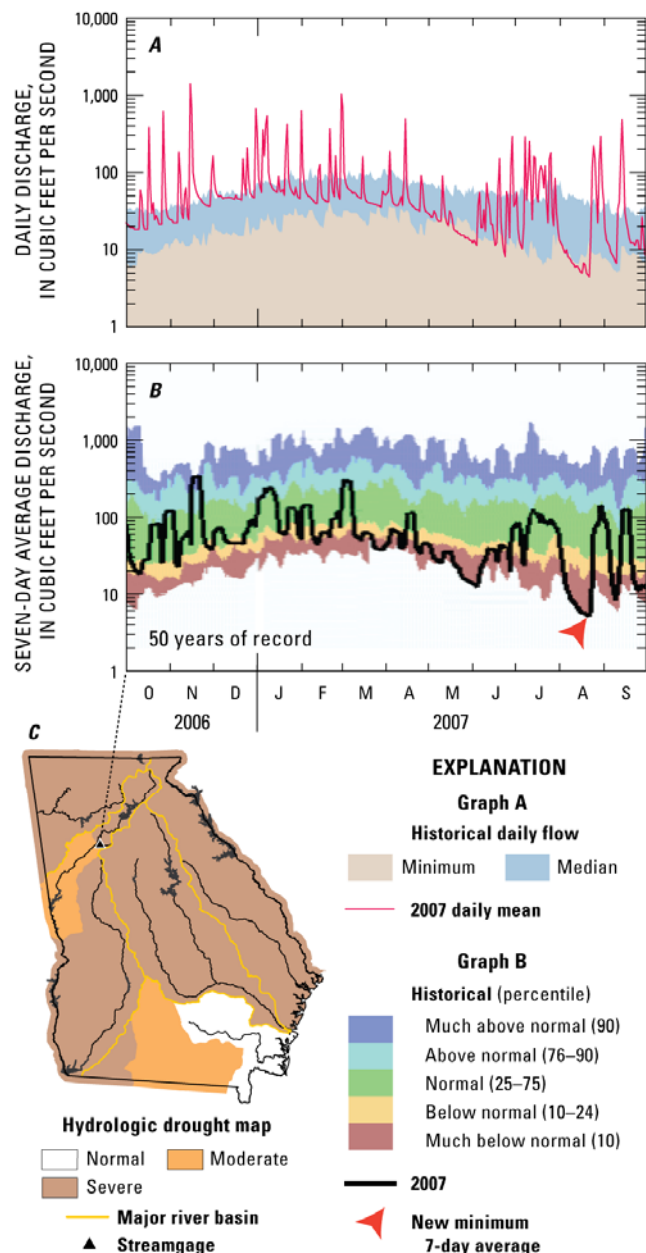 DAILY DISCHARGE,
IN CUBIC FEET PER SECOND
10,000
A
1,000
100
10
1
SEVEN-DAY AVERAGE DISCHARGE,
IN CUBIC FEET PER SECOND
10,000
B
1,000
100
10
50 years of record
1
O N D J F M A M J J A S
2006 2007
C
EXPLANATION
Graph A
Historical daily flow
Minimum Median
2007 daily mean
Graph B
Historical (percentile)
Much above normal (90)
Above normal (76–90)
Normal (25–75)
Below normal (10–24)
Much below normal (10)
2007
New minimum
7-day average
Hydrologic drought map
Normal Moderate
Severe
Major river basin
Streamgage